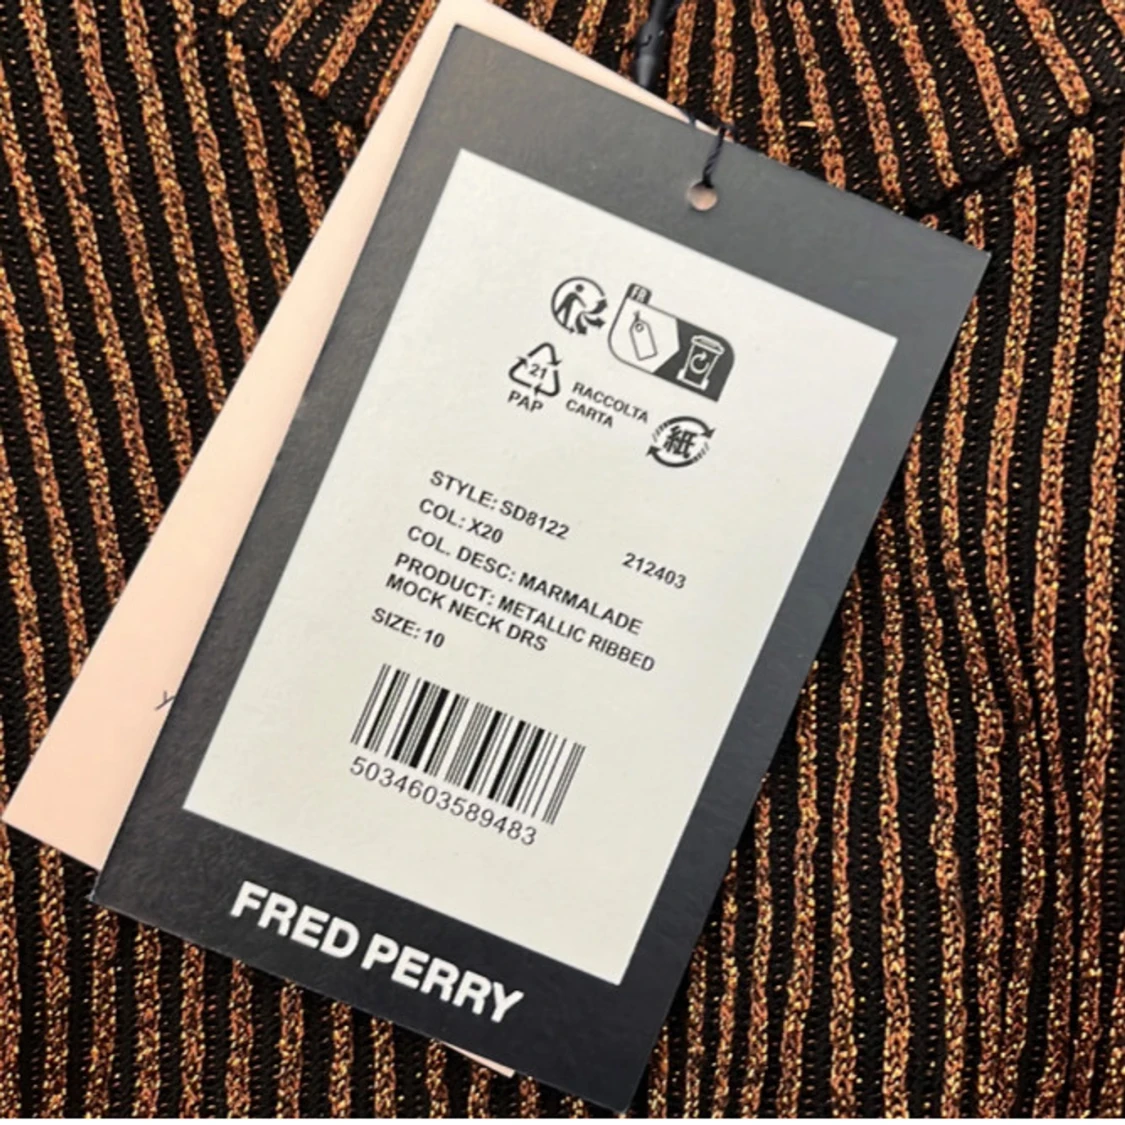 FR
21
PAP
RACCOLTA
CARTA
紙
STYLE: SD8122
COL: X20
212403
COL. DESC: MARMALADE
PRODUCT: METALLIC RIBBED
MOCK NECK DRS
SIZE: 10
5034603589483
FRED PERRY